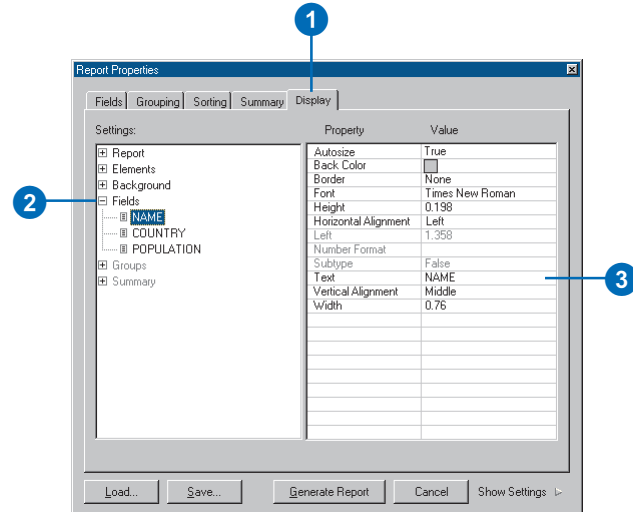 1
Report Properties
Fields Grouping Sorting Summary Display
Settings:
Property Value
Report
Elements
Background
Fields
NAME
COUNTRY
POPULATION
Groups
Summary
2
Autosize True
Back Color
Border None
Font Times New Roman
Height 0.198
Horizontal Alignment Left
Left 1.358
Number Format
Subtype False
Text NAME
Vertical Alignment Middle
Width 0.76
3
Load... Save... Generate Report Cancel Show Settings